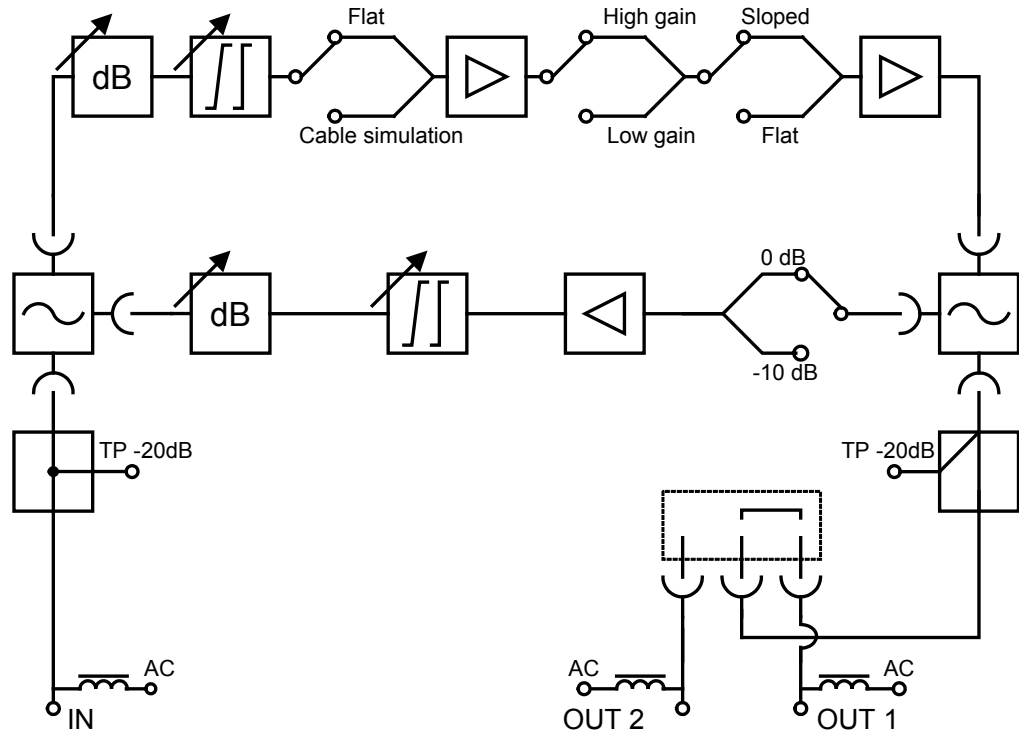 Flat
High gain
Sloped
dB
Cable simulation
Low gain
Flat
0 dB
dB
-10 dB
TP -20dB
TP -20dB
AC
AC
AC
IN
OUT 2
OUT 1